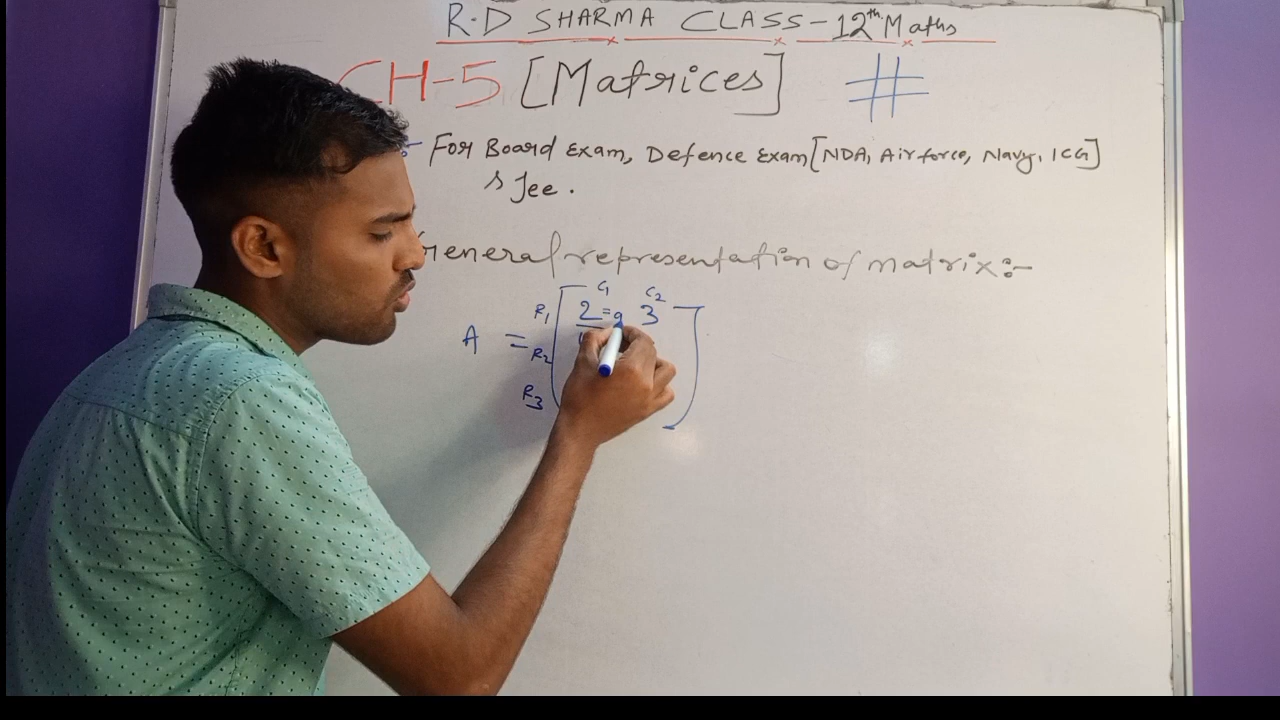 R.D SHARMA CLASS-12th Maths
CH-5 [Matrices] #
:- For Board Exam, Defence Exam [NDA, Airforce, Navy, ICG]
& Jee.
General representation of matrix:-
C1 C2
R1 2 = a 3
A = R2
R3